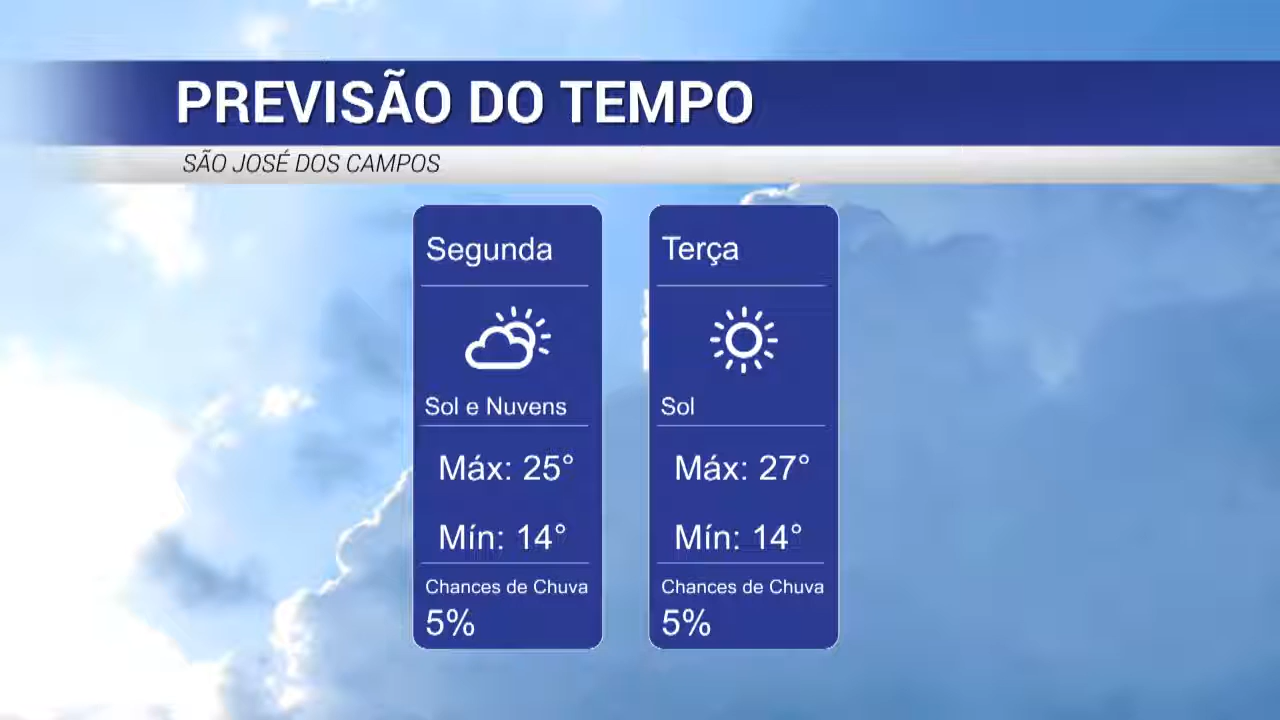 PREVISÃO DO TEMPO
SÃO JOSÉ DOS CAMPOS
Segunda
Sol e Nuvens
Máx: 25°
Mín: 14°
Chances de Chuva
5%
Terça
Sol
Máx: 27°
Mín: 14°
Chances de Chuva
5%